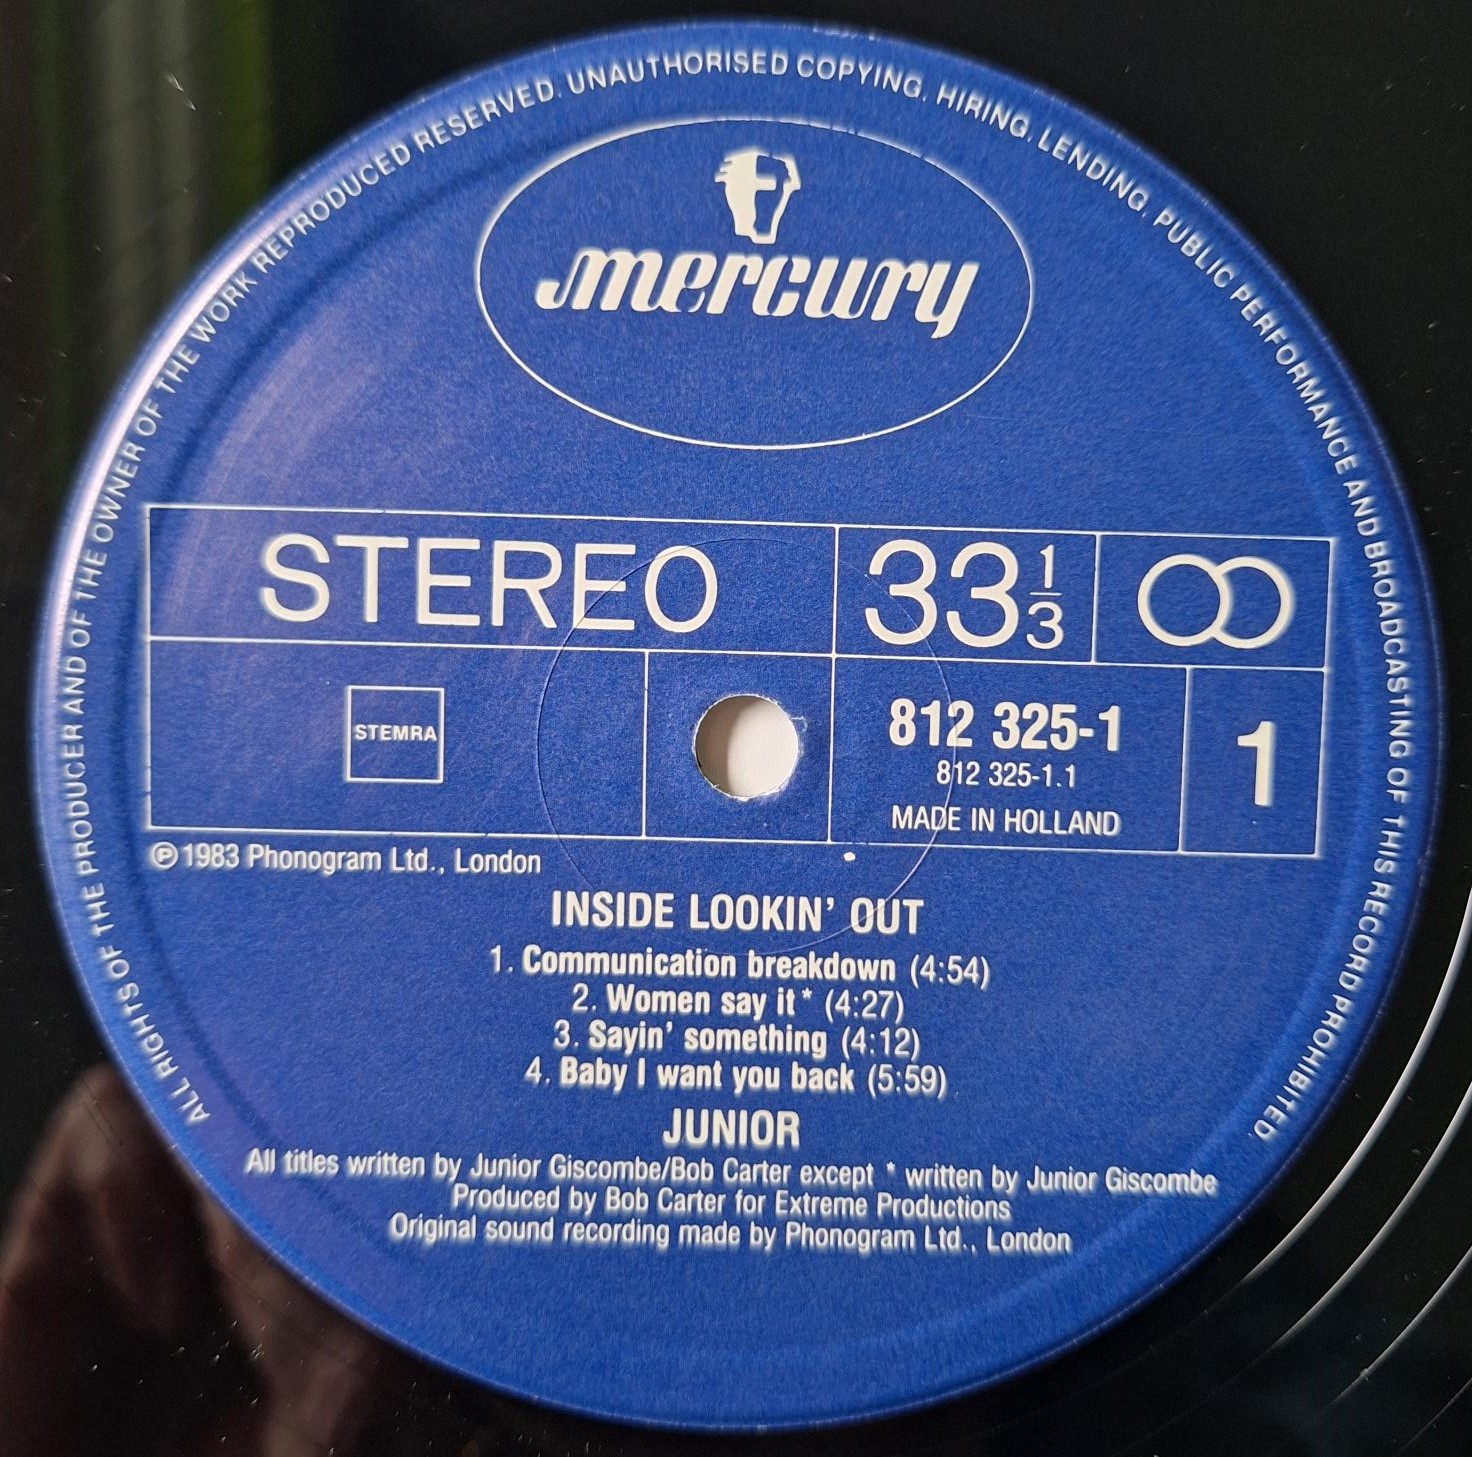 ALL RIGHTS OF THE PRODUCER AND OF THE OWNER OF THE WORK REPRODUCED RESERVED. UNAUTHORISED COPYING, HIRING, LENDING, PUBLIC PERFORMANCE AND BROADCASTING OF THIS RECORD PROHIBITED.
mercury
STEREO 33 1/3
STEMRA
812 325-1
812 325-1.1
MADE IN HOLLAND
1
℗ 1983 Phonogram Ltd., London
INSIDE LOOKIN' OUT
1. Communication breakdown (4:54)
2. Women say it* (4:27)
3. Sayin' something (4:12)
4. Baby I want you back (5:59)
JUNIOR
All titles written by Junior Giscombe/Bob Carter except * written by Junior Giscombe
Produced by Bob Carter for Extreme Productions
Original sound recording made by Phonogram Ltd., London